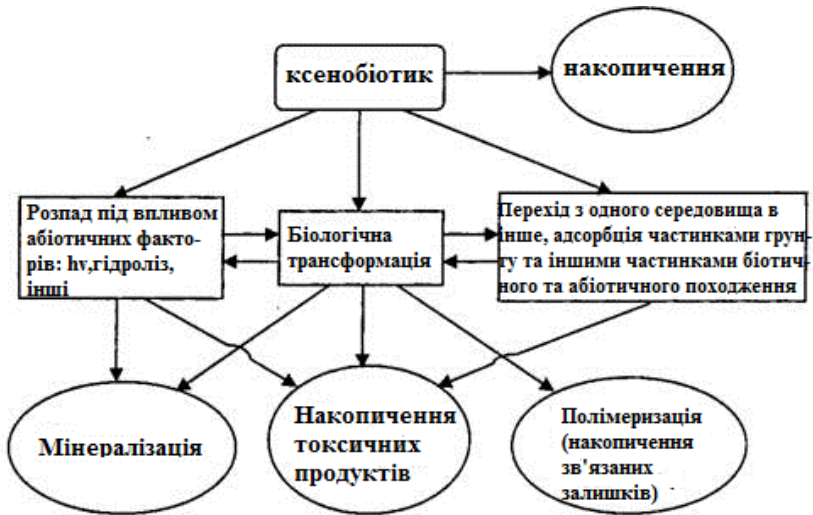 ксенобіотик
накопичення
Розпад під впливом
абіотичних факто-
рів: hv,гідроліз,
інші
Біологічна
трансформація
Перехід з одного середовища в
інше, адсорбція частинками грун-
ту та іншими частинками біотич-
ного та абіотичного походження
Мінералізація
Накопичення
токсичних
продуктів
Полімеризація
(накопичення
зв'язаних
залишків)